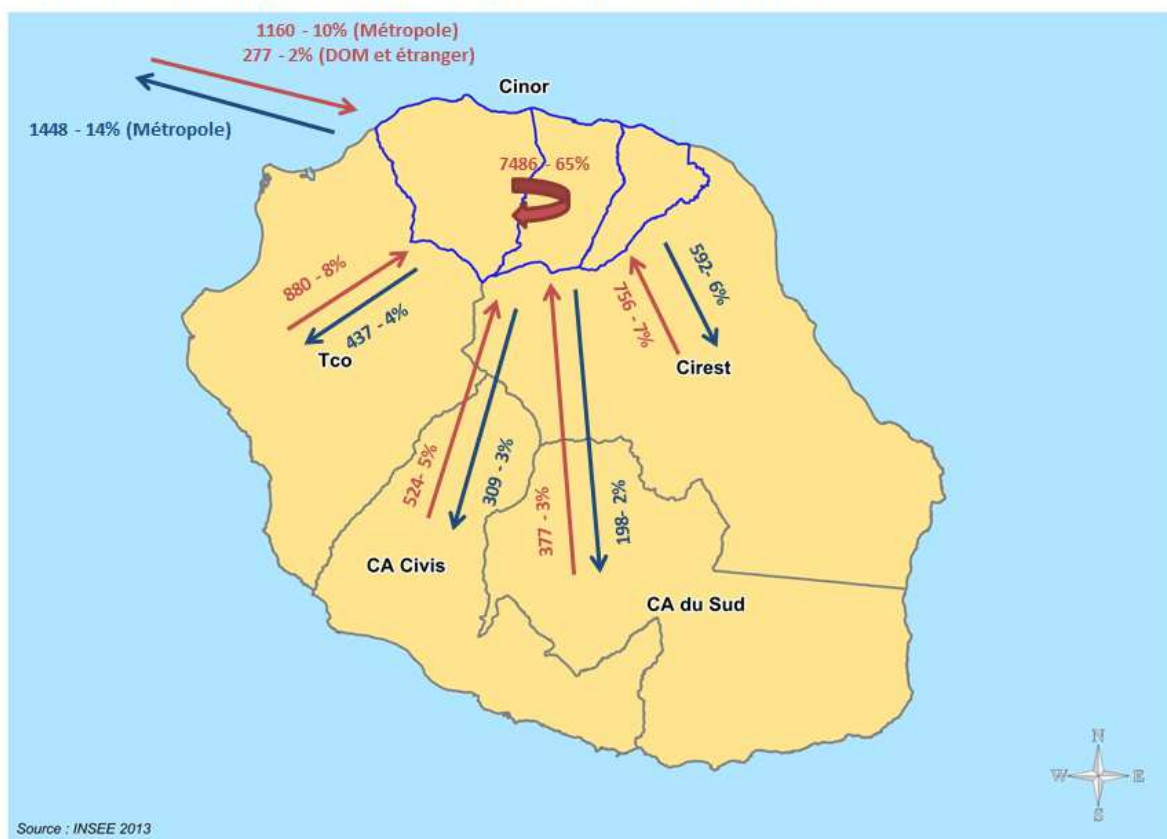 1160 - 10% (Métropole)
277 - 2% (DOM et étranger)
Cinor
1448 - 14% (Métropole)
7486 - 65%
880 - 8%
437 - 4%
Tco
592- 6%
756 - 7%
Cirest
524- 5%
309 - 3%
377 - 3%
198- 2%
CA Civis
CA du Sud
N
W
E
S
Source : INSEE 2013